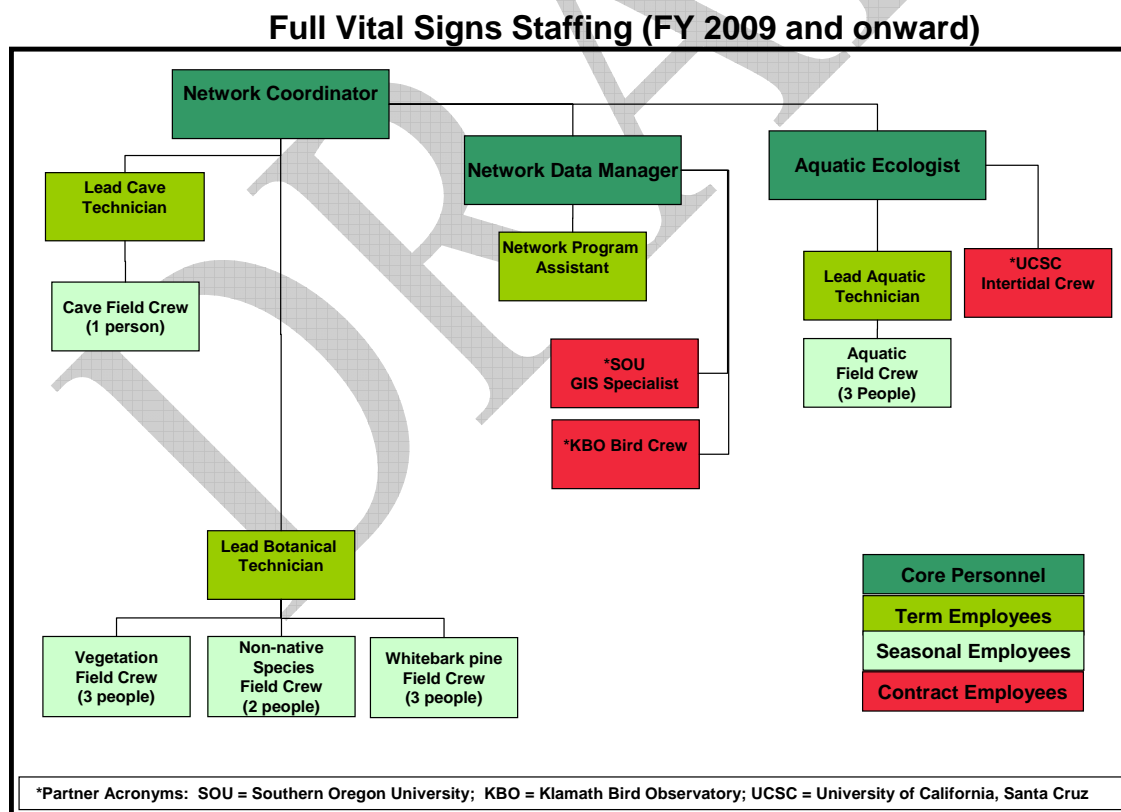 Full Vital Signs Staffing (FY 2009 and onward)
Network Coordinator
Network Data Manager
Aquatic Ecologist
Lead Cave
Technician
Network Program
Assistant
Lead Aquatic
Technician
*UCSC
Intertidal Crew
Cave Field Crew
(1 person)
*SOU
GIS Specialist
Aquatic
Field Crew
(3 People)
*KBO Bird Crew
Lead Botanical
Technician
Vegetation
Field Crew
(3 people)
Non-native
Species
Field Crew
(2 people)
Whitebark pine
Field Crew
(3 people)
Core Personnel
Term Employees
Seasonal Employees
Contract Employees
*Partner Acronyms: SOU = Southern Oregon University; KBO = Klamath Bird Observatory; UCSC = University of California, Santa Cruz
DRA